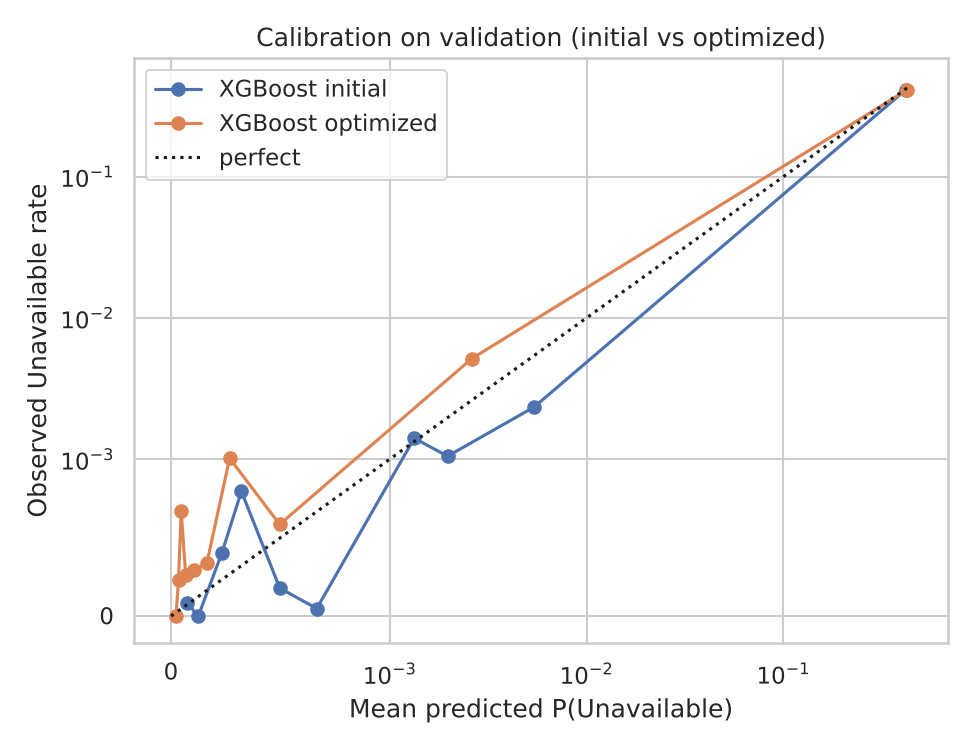 Calibration on validation (initial vs optimized)
XGBoost initial
XGBoost optimized
perfect
Observed Unavailable rate
10⁻¹
10⁻²
10⁻³
0
0
10⁻³
10⁻²
10⁻¹
Mean predicted P(Unavailable)